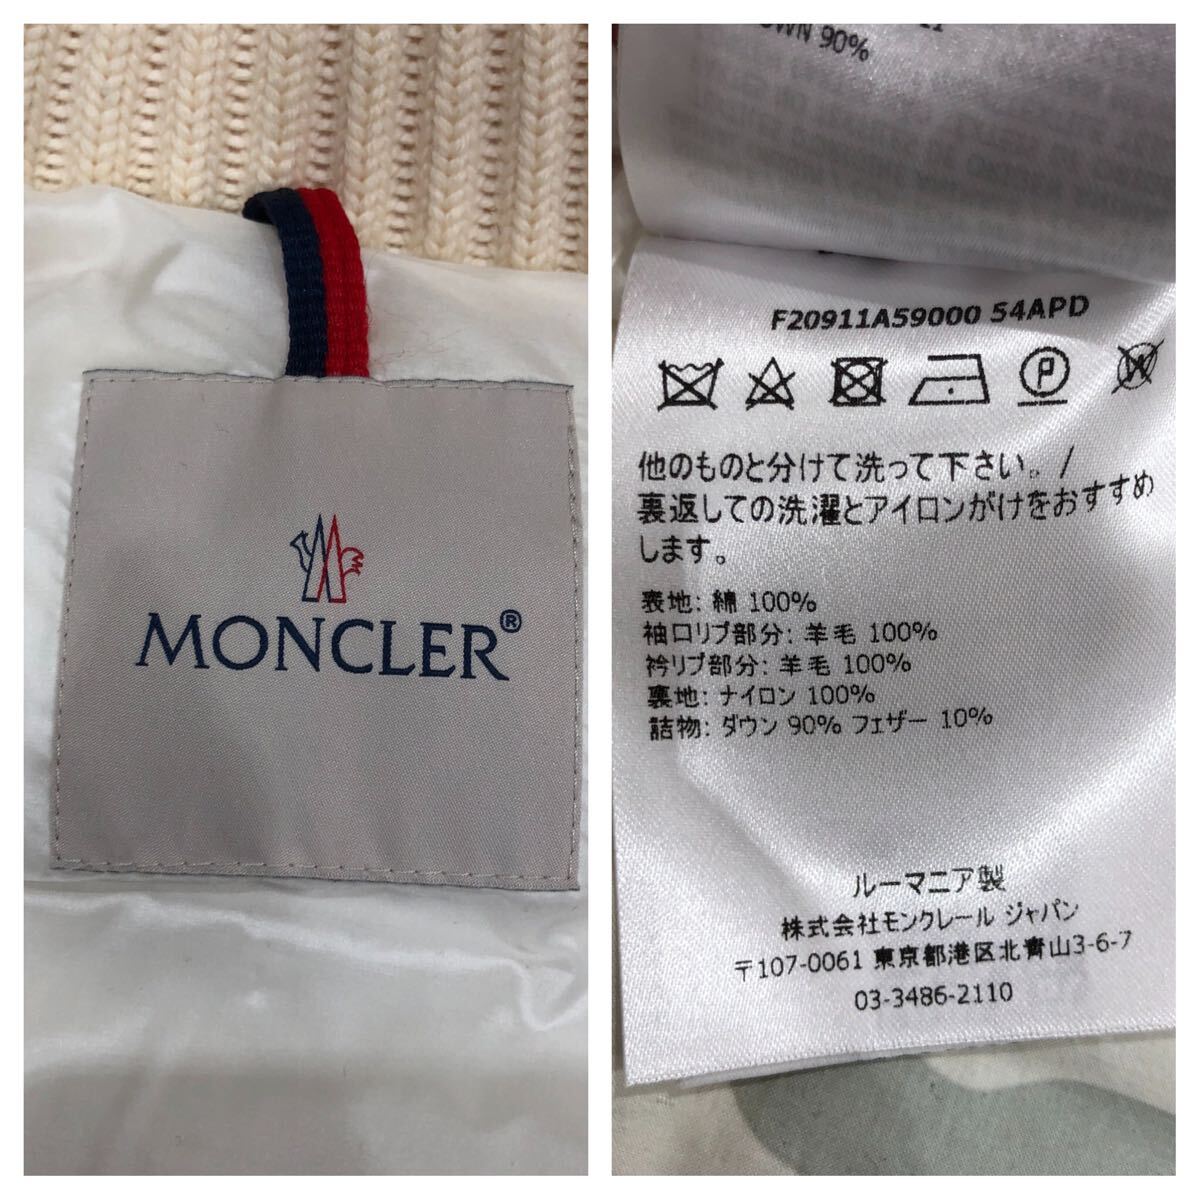 MONCLER®
OWN 90%
F20911A59000 54APD
P
W
他のものと分けて洗って下さい。/
裏返しての洗濯とアイロンがけをおすすめ
します。
表地: 綿 100%
袖口リブ部分: 羊毛 100%
衿リブ部分: 羊毛 100%
裏地: ナイロン 100%
詰物: ダウン 90% フェザー 10%
ルーマニア製
株式会社モンクレール ジャパン
〒107-0061 東京都港区北青山3-6-7
03-3486-2110